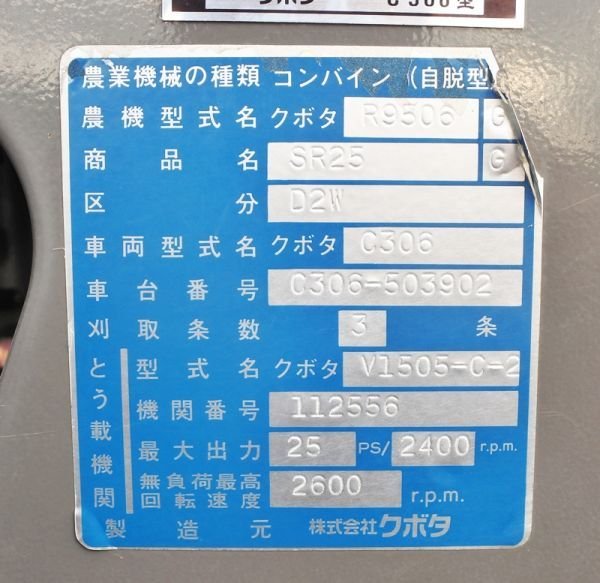 C306型
農業機械の種類 コンバイン (自脱型
農機型式名 クボタ R9506 G
商品名 SR25 G
区分 D2W
車両型式名 クボタ C306
車台番号 C306-503902
刈取条数 3 条
とう載機関
型式名 クボタ V1505-C-2
機関番号 112556
最大出力 25 PS/ 2400 r.p.m.
無負荷最高回転速度 2600 r.p.m.
製造元 株式会社クボタ